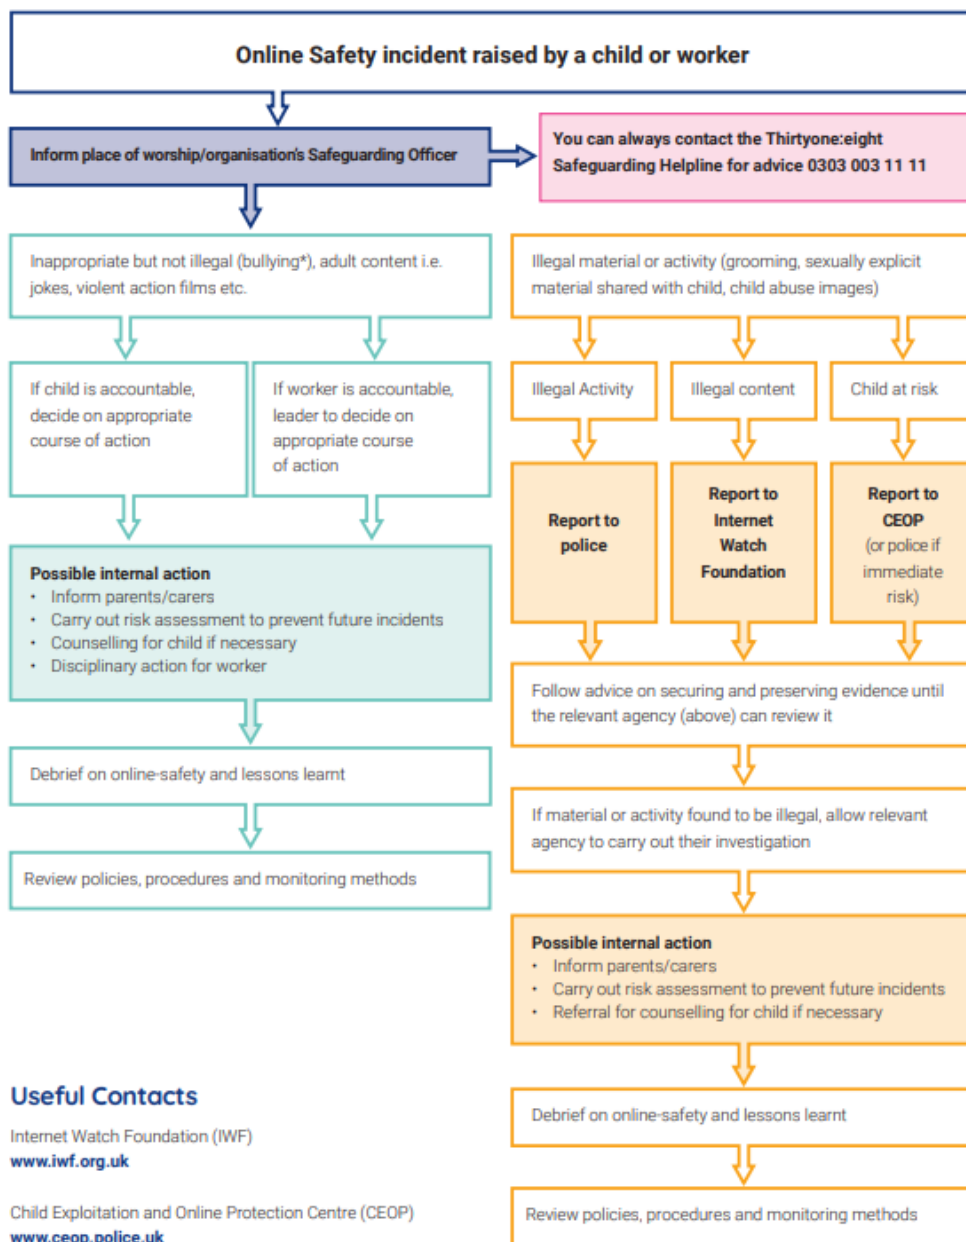 Online Safety incident raised by a child or worker
Inform place of worship/organisation's Safeguarding Officer
You can always contact the Thirtyone:eight
Safeguarding Helpline for advice 0303 003 11 11
Inappropriate but not illegal (bullying*), adult content i.e.
jokes, violent action films etc.
If child is accountable,
decide on appropriate
course of action
If worker is accountable,
leader to decide on
appropriate course
of action
Possible internal action
• Inform parents/carers
• Carry out risk assessment to prevent future incidents
• Counselling for child if necessary
• Disciplinary action for worker
Debrief on online-safety and lessons learnt
Review policies, procedures and monitoring methods
Illegal material or activity (grooming, sexually explicit
material shared with child, child abuse images)
Illegal Activity
Illegal content
Child at risk
Report to
police
Report to
Internet
Watch
Foundation
Report to
CEOP
(or police if
immediate
risk)
Follow advice on securing and preserving evidence until
the relevant agency (above) can review it
If material or activity found to be illegal, allow relevant
agency to carry out their investigation
Possible internal action
• Inform parents/carers
• Carry out risk assessment to prevent future incidents
• Referral for counselling for child if necessary
Debrief on online-safety and lessons learnt
Review policies, procedures and monitoring methods
Useful Contacts
Internet Watch Foundation (IWF)
www.iwf.org.uk
Child Exploitation and Online Protection Centre (CEOP)
www.ceop.police.uk